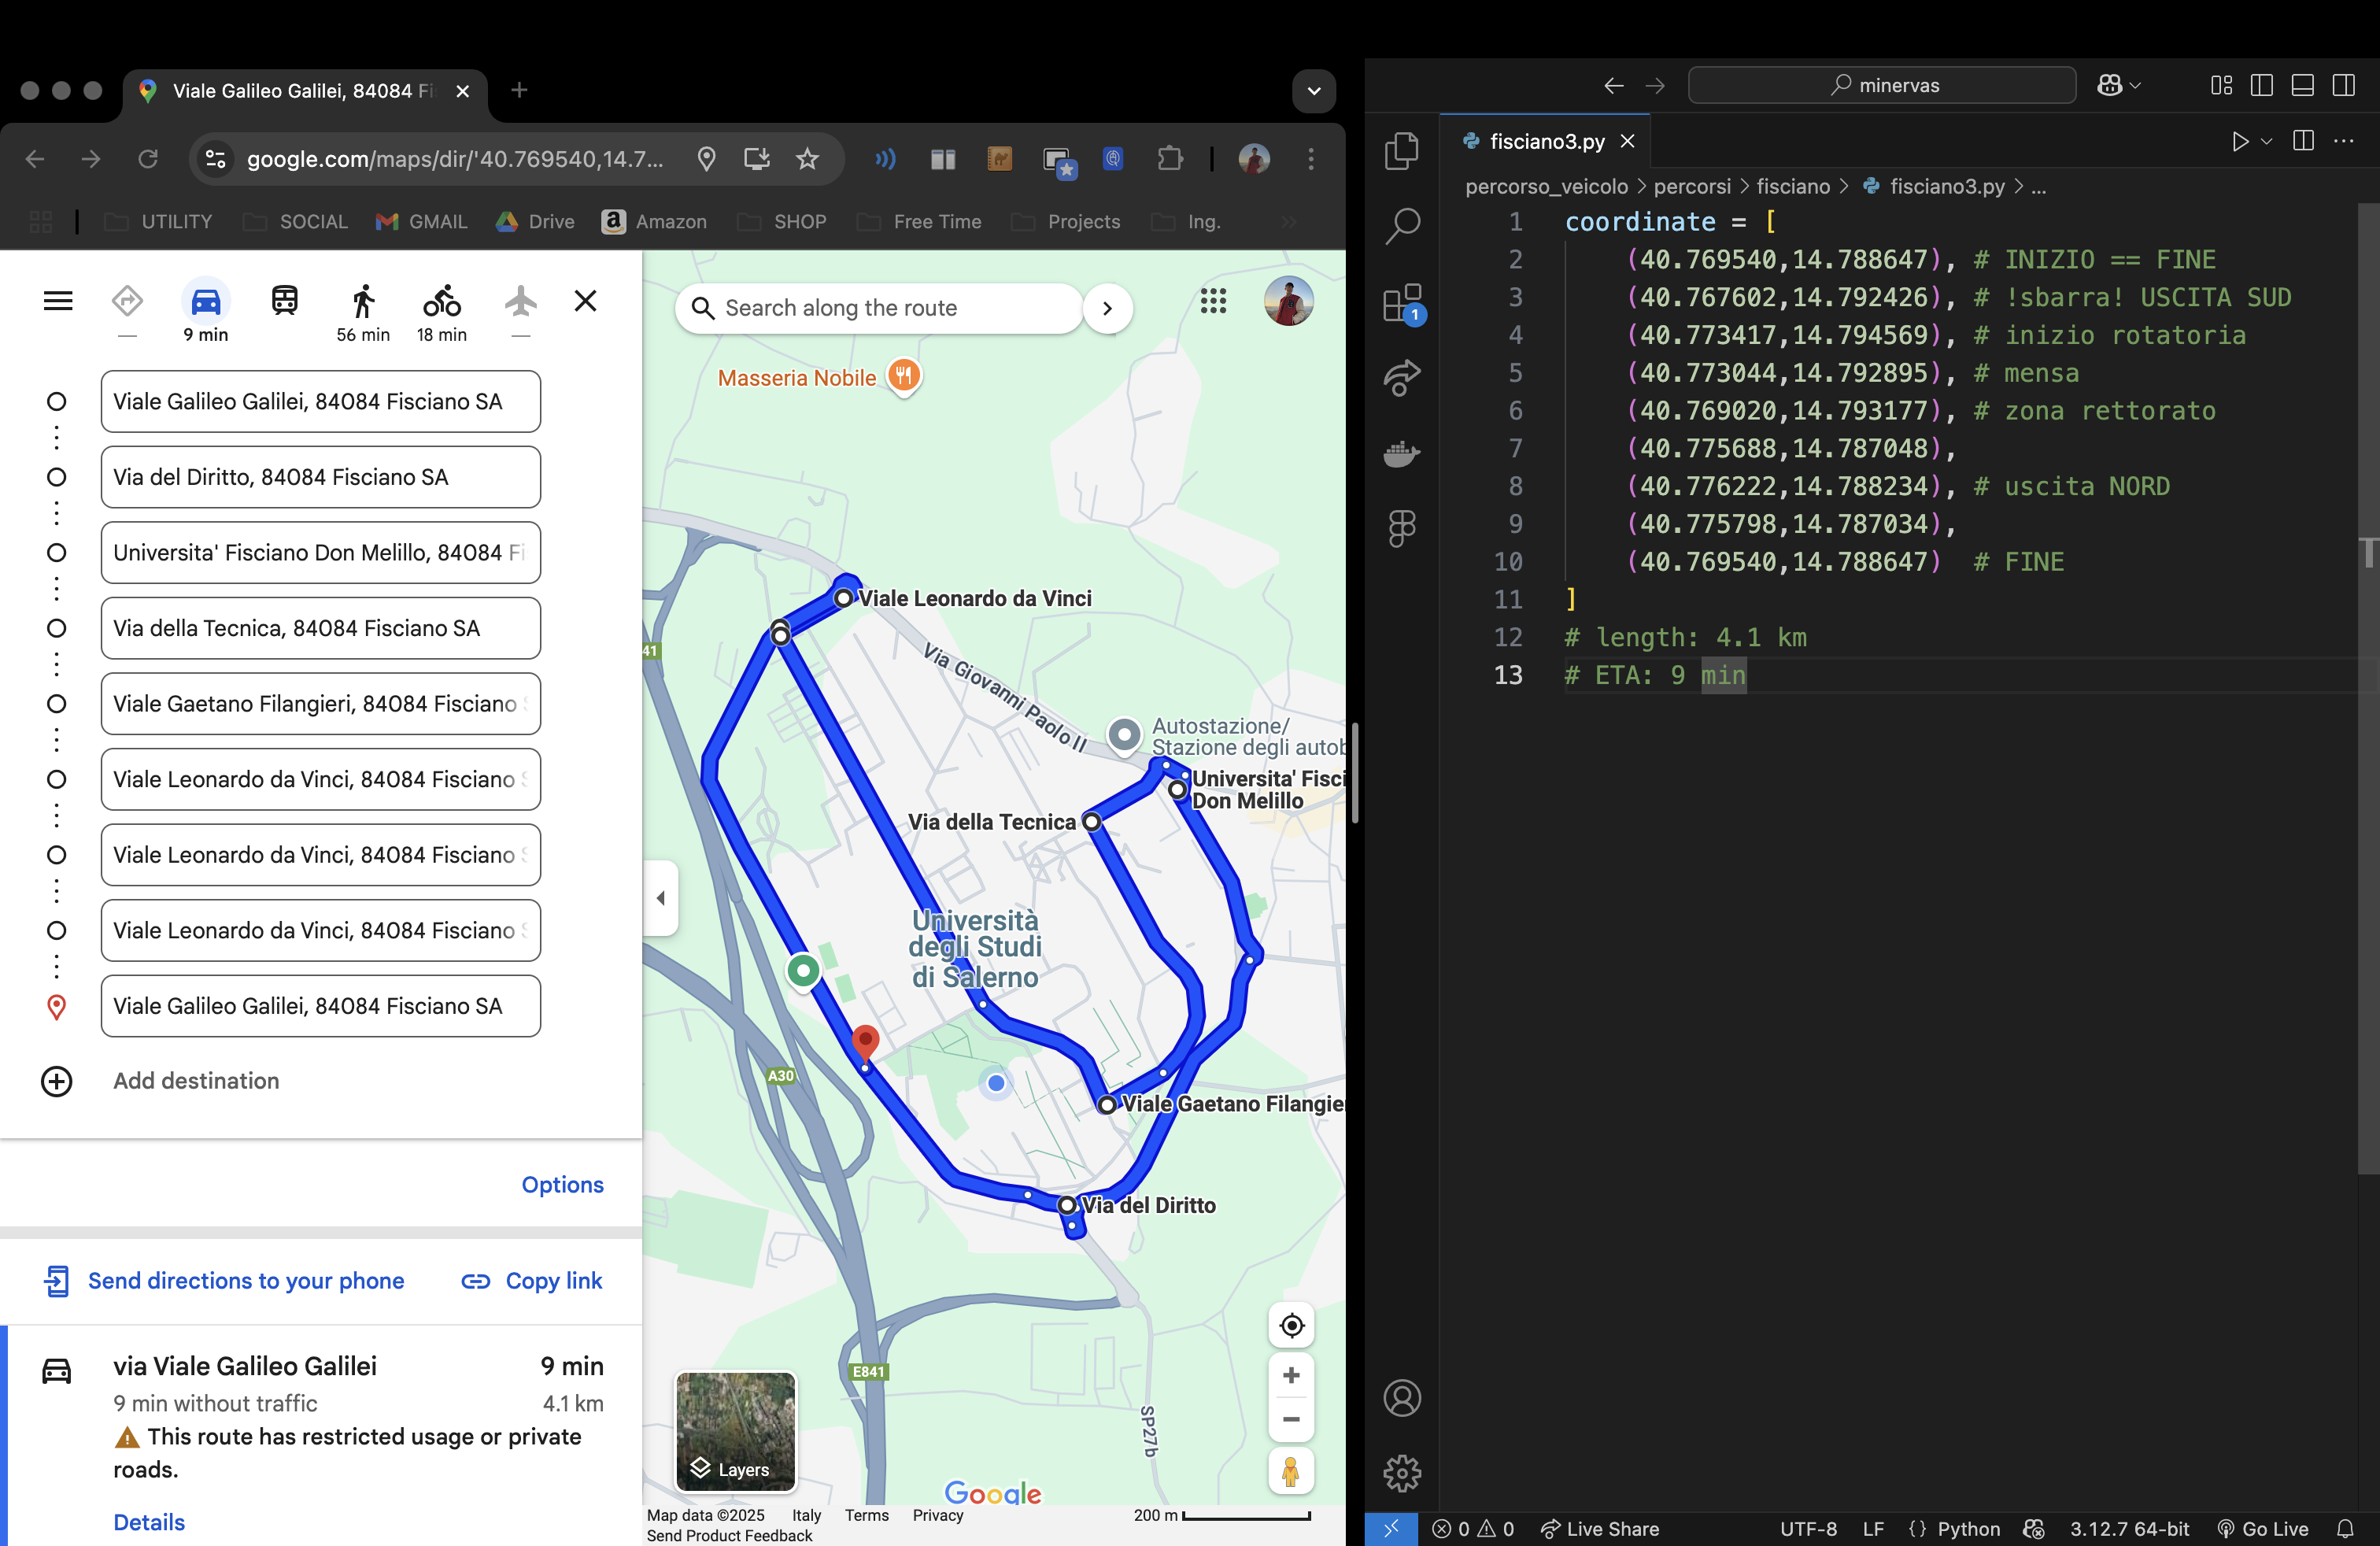 Viale Galileo Galilei, 84084 Fi
google.com/maps/dir/'40.769540,14.7...
UTILITY
SOCIAL
GMAIL
Drive
Amazon
SHOP
Free Time
Projects
Ing.
9 min
56 min
18 min
Viale Galileo Galilei, 84084 Fisciano SA
Via del Diritto, 84084 Fisciano SA
Universita' Fisciano Don Melillo, 84084 Fi
Via della Tecnica, 84084 Fisciano SA
Viale Gaetano Filangieri, 84084 Fisciano S
Viale Leonardo da Vinci, 84084 Fisciano S
Viale Leonardo da Vinci, 84084 Fisciano S
Viale Leonardo da Vinci, 84084 Fisciano S
Viale Galileo Galilei, 84084 Fisciano SA
Add destination
Options
Send directions to your phone
Copy link
via Viale Galileo Galilei
9 min
9 min without traffic
4.1 km
This route has restricted usage or private
roads.
Details
Search along the route
Masseria Nobile
Viale Leonardo da Vinci
41
Via Giovanni Paolo II
Autostazione/
Stazione degli autob
Universita' Fisci
Don Melillo
Via della Tecnica
Università
degli Studi
di Salerno
A30
Viale Gaetano Filangie
Via del Diritto
E841
SP27b
Layers
Google
Map data ©2025
Italy
Terms
Privacy
200 m
Send Product Feedback
minervas
fisciano3.py
percorso_veicolo > percorsi > fisciano > fisciano3.py > ...
1
1 coordinate = [
2 (40.769540,14.788647), # INIZIO == FINE
3 (40.767602,14.792426), # !sbarra! USCITA SUD
4 (40.773417,14.794569), # inizio rotatoria
5 (40.773044,14.792895), # mensa
6 (40.769020,14.793177), # zona rettorato
7 (40.775688,14.787048),
8 (40.776222,14.788234), # uscita NORD
9 (40.775798,14.787034),
10 (40.769540,14.788647) # FINE
11 ]
12 # length: 4.1 km
13 # ETA: 9 min
0
0
Live Share
UTF-8
LF
{} Python
3.12.7 64-bit
Go Live